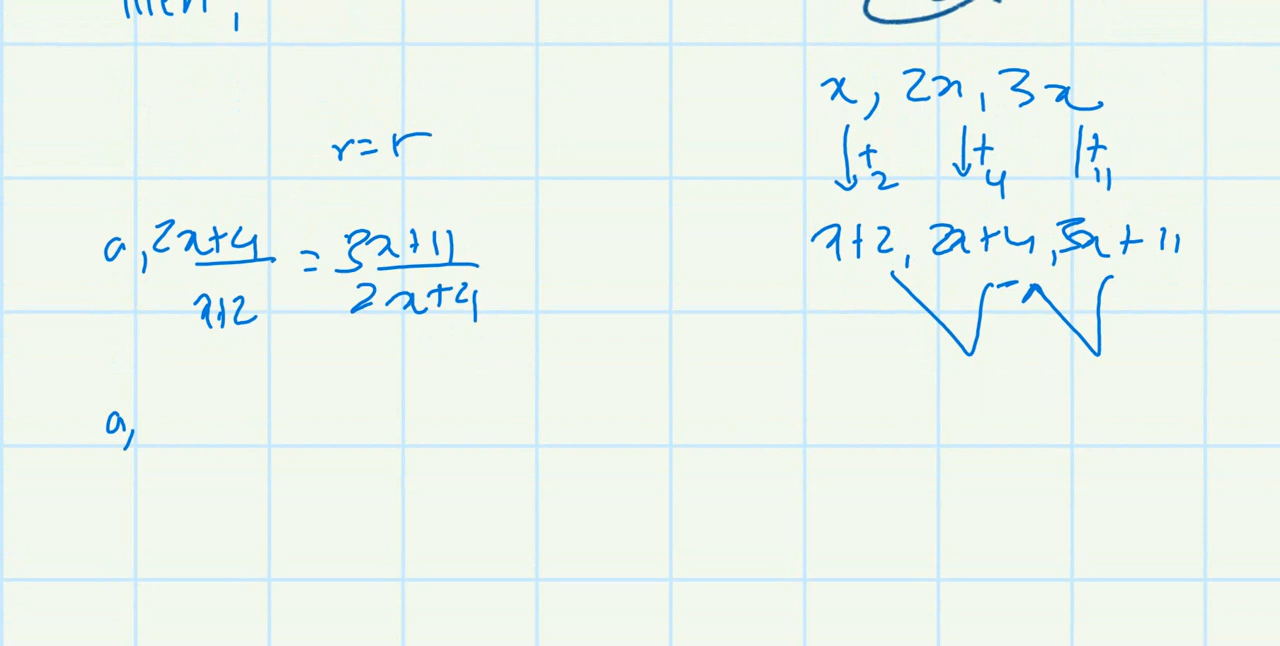 x, 2x, 3x
+2 +4 +11
x+2, 2x+4, 3x+11
r=r
a, 2x+4/x+2 = 3x+11/2x+4
a,